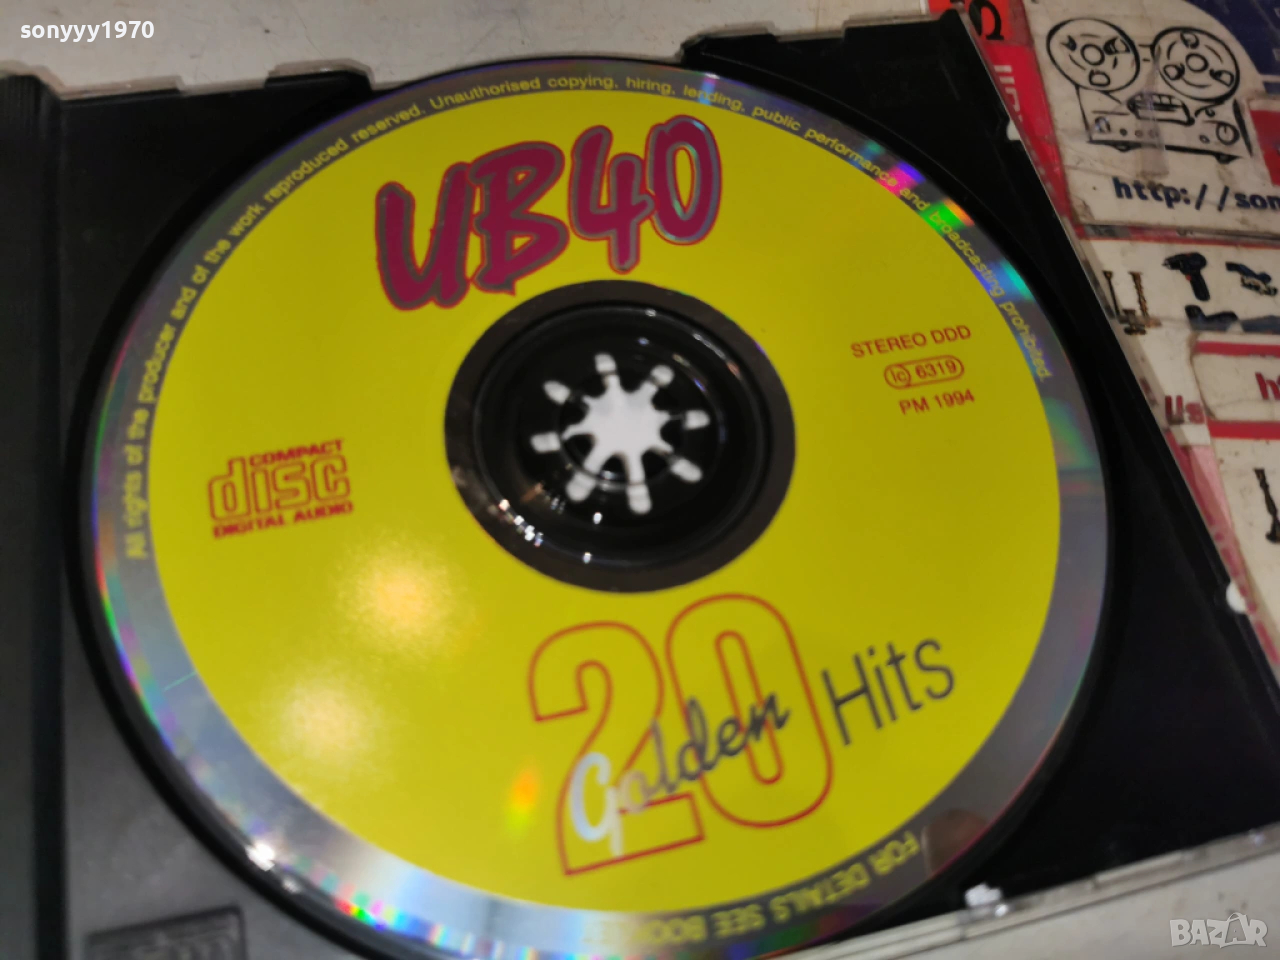 sonyyy1970
All rights of the producer and of the work reproduced reserved. Unauthorised copying, hiring, lending, public performance and broadcasting prohibited.
UB40
STEREO DDD
lc 6319
PM 1994
COMPACT
disc
DIGITAL AUDIO
20
Golden
Hits
FOR DETAILS SEE
http://son
BAZAR